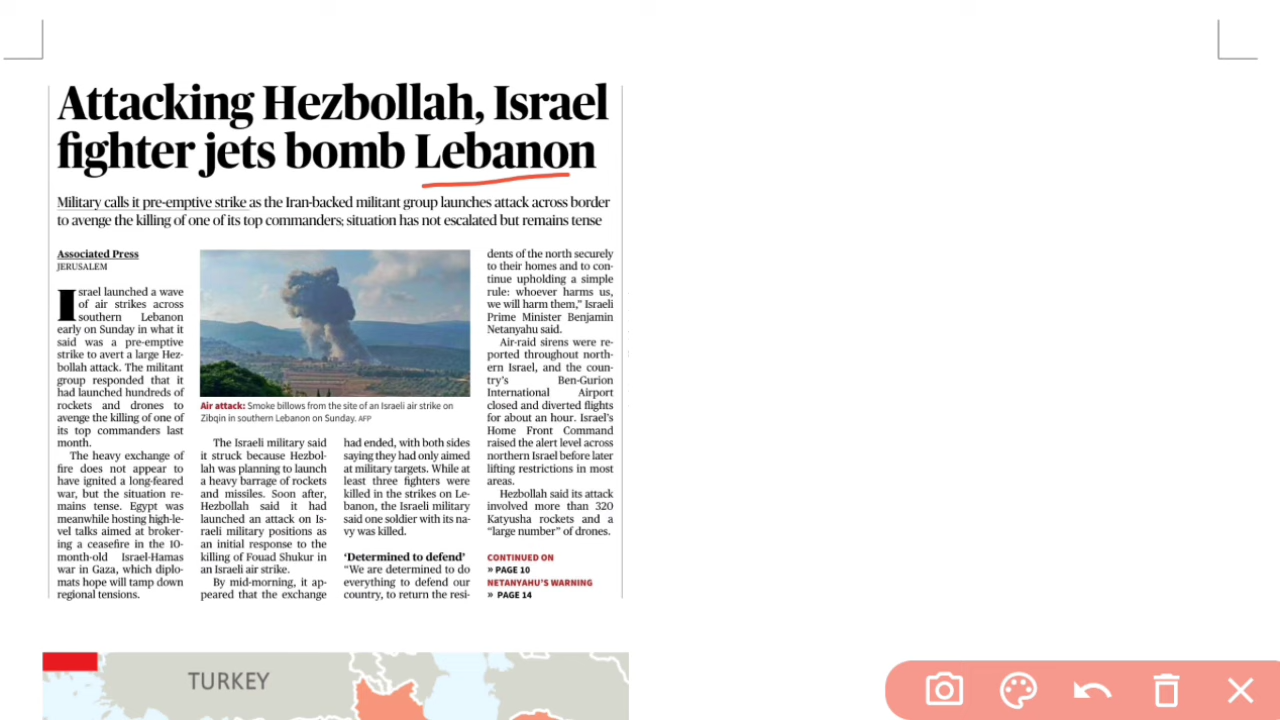 Attacking Hezbollah, Israel
fighter jets bomb Lebanon
Military calls it pre-emptive strike as the Iran-backed militant group launches attack across border
to avenge the killing of one of its top commanders; situation has not escalated but remains tense
Associated Press
JERUSALEM
Israel launched a wave
of air strikes across
southern Lebanon
early on Sunday in what it
said was a pre-emptive
strike to avert a large Hez-
bollah attack. The militant
group responded that it
had launched hundreds of
rockets and drones to
avenge the killing of one of
its top commanders last
month.
The heavy exchange of
fire does not appear to
have ignited a long-feared
war, but the situation re-
mains tense. Egypt was
meanwhile hosting high-le-
vel talks aimed at broker-
ing a ceasefire in the 10-
month-old Israel-Hamas
war in Gaza, which diplo-
mats hope will tamp down
regional tensions.
Air attack: Smoke billows from the site of an Israeli air strike on
Zibqin in southern Lebanon on Sunday. AFP
The Israeli military said
it struck because Hezbol-
lah was planning to launch
a heavy barrage of rockets
and missiles. Soon after,
Hezbollah said it had
launched an attack on Is-
raeli military positions as
an initial response to the
killing of Fouad Shukur in
an Israeli air strike.
By mid-morning, it ap-
peared that the exchange
had ended, with both sides
saying they had only aimed
at military targets. While at
least three fighters were
killed in the strikes on Le-
banon, the Israeli military
said one soldier with its na-
vy was killed.
‘Determined to defend’
“We are determined to do
everything to defend our
country, to return the resi-
dents of the north securely
to their homes and to con-
tinue upholding a simple
rule: whoever harms us,
we will harm them,” Israeli
Prime Minister Benjamin
Netanyahu said.
Air-raid sirens were re-
ported throughout north-
ern Israel, and the coun-
try’s Ben-Gurion
International Airport
closed and diverted flights
for about an hour. Israel’s
Home Front Command
raised the alert level across
northern Israel before later
lifting restrictions in most
areas.
Hezbollah said its attack
involved more than 320
Katyusha rockets and a
“large number” of drones.
CONTINUED ON
» PAGE 10
NETANYAHU’S WARNING
» PAGE 14
TURKEY